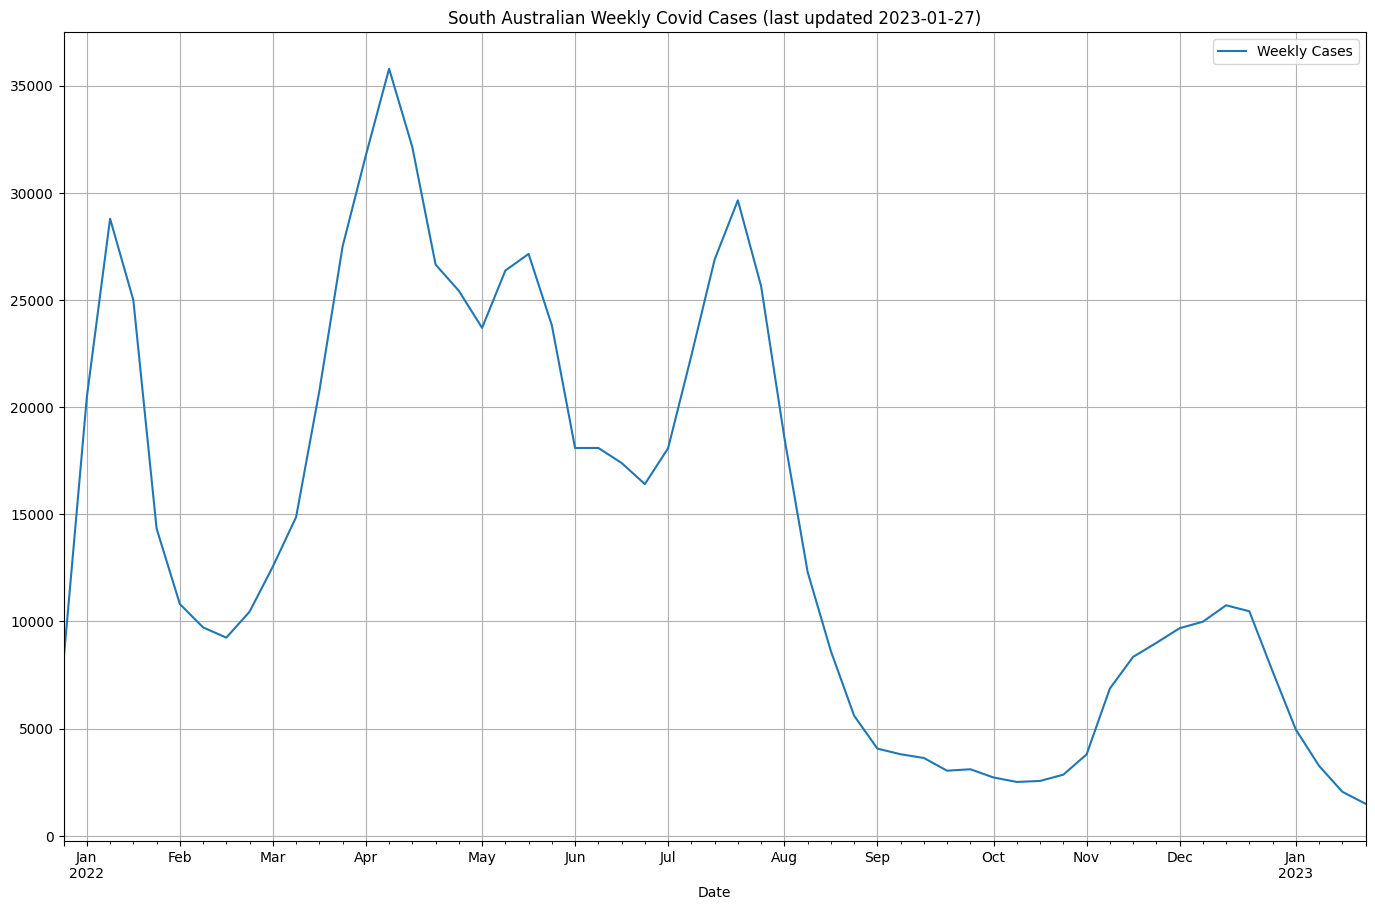 South Australian Weekly Covid Cases (last updated 2023-01-27)
Weekly Cases
35000
30000
25000
20000
15000
10000
5000
0
Jan Feb Mar Apr May Jun Jul Aug Sep Oct Nov Dec Jan
2022 2023
Date